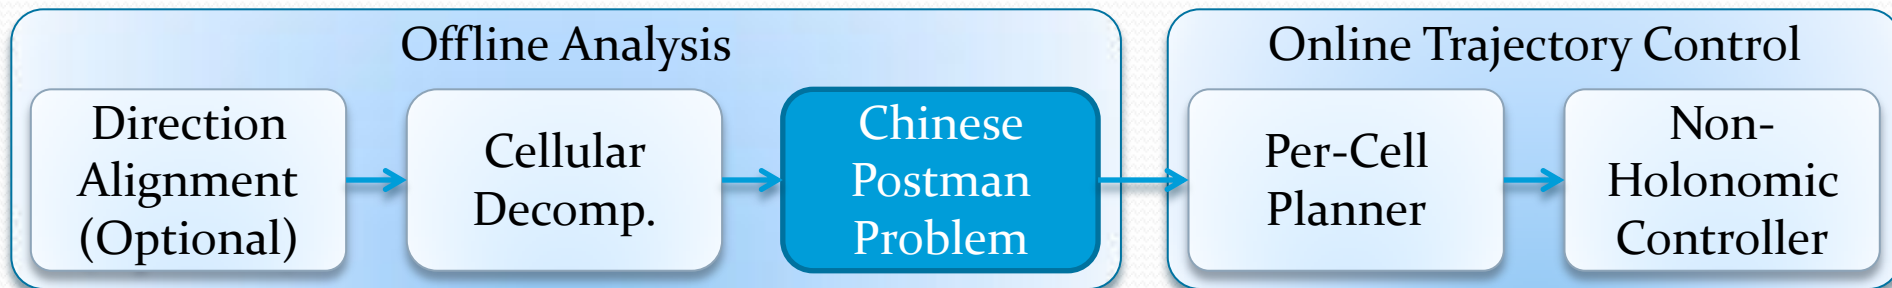 Offline Analysis
Direction
Alignment
(Optional)
Cellular
Decomp.
Chinese
Postman
Problem
Online Trajectory Control
Per-Cell
Planner
Non-
Holonomic
Controller